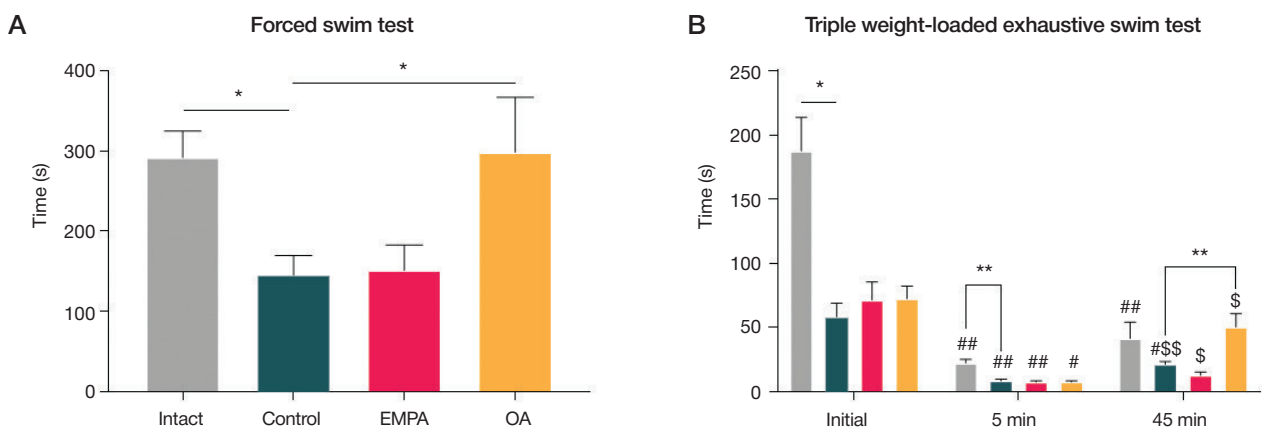 A
Forced swim test
400
300
200
100
0
Time (s)
*
*
Intact
Control
EMPA
OA
B
Triple weight-loaded exhaustive swim test
250
200
150
100
50
0
Time (s)
*
**
**
##
##
##
#
##
#$$
$
$
Initial
5 min
45 min